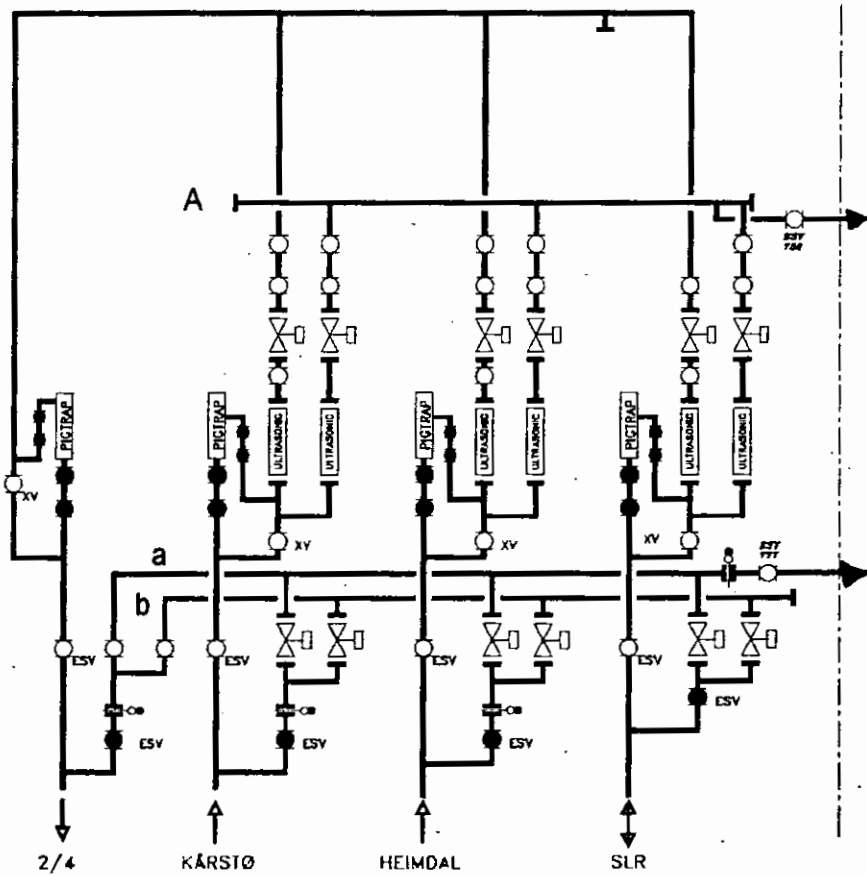 A
PIGTRAP
PIGTRAP
ULTRASONIC
ULTRASONIC
PIGTRAP
ULTRASONIC
ULTRASONIC
PIGTRAP
ULTRASONIC
ULTRASONIC
XV
XV
XV
a
b
ESV
ESV
ESV
ESV
ESV
ESV
ESV
ESV
2/4
KÅRSTØ
HEIMDAL
SLR